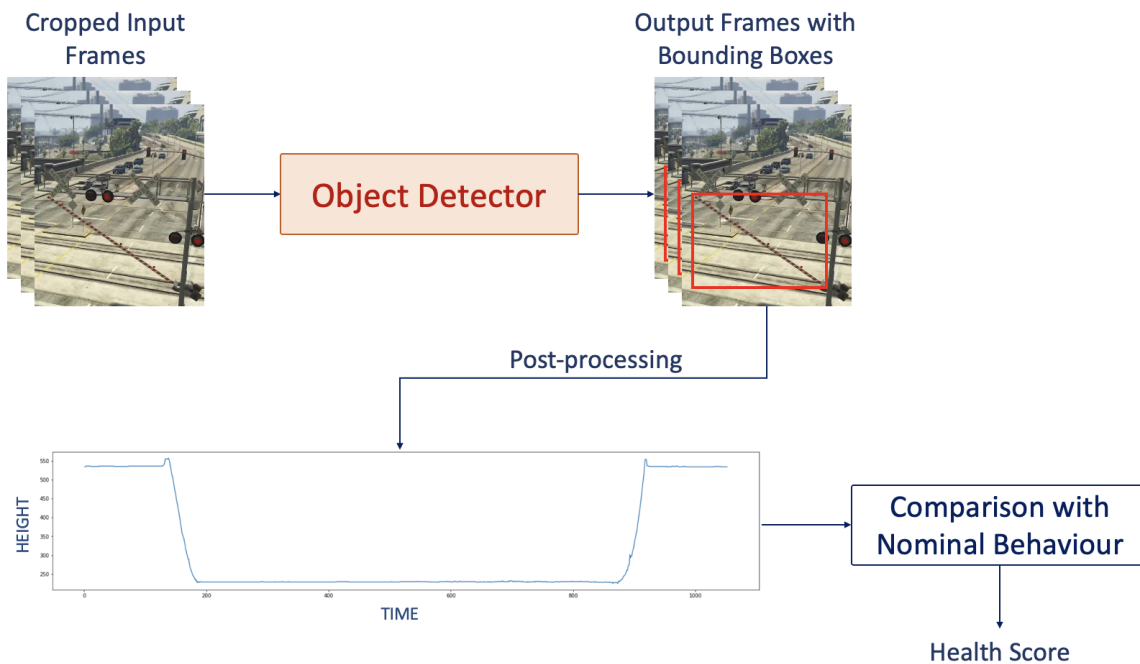 Cropped Input
Frames
Output Frames with
Bounding Boxes
Object Detector
Post-processing
550
500
450
400
350
300
250
HEIGHT
0
200
400
600
800
1000
TIME
Comparison with
Nominal Behaviour
Health Score